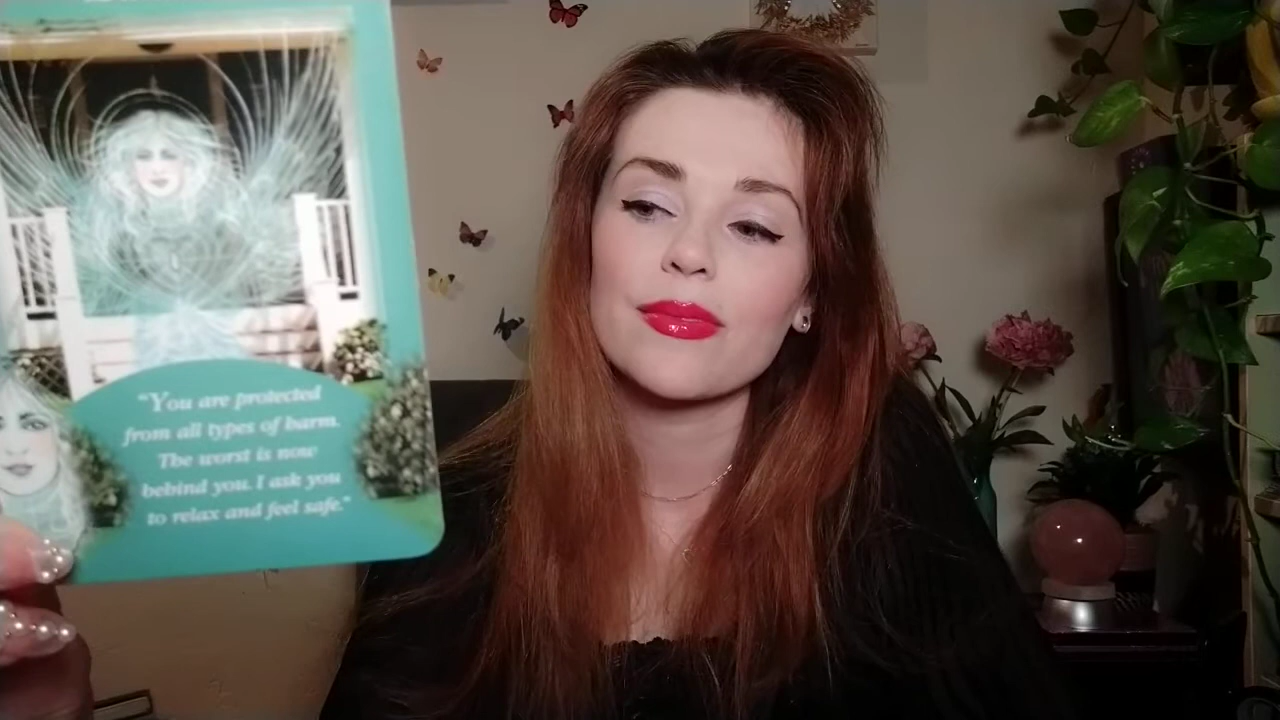 "You are protected
from all types of harm.
The worst is now
behind you. I ask you
to relax and feel safe."